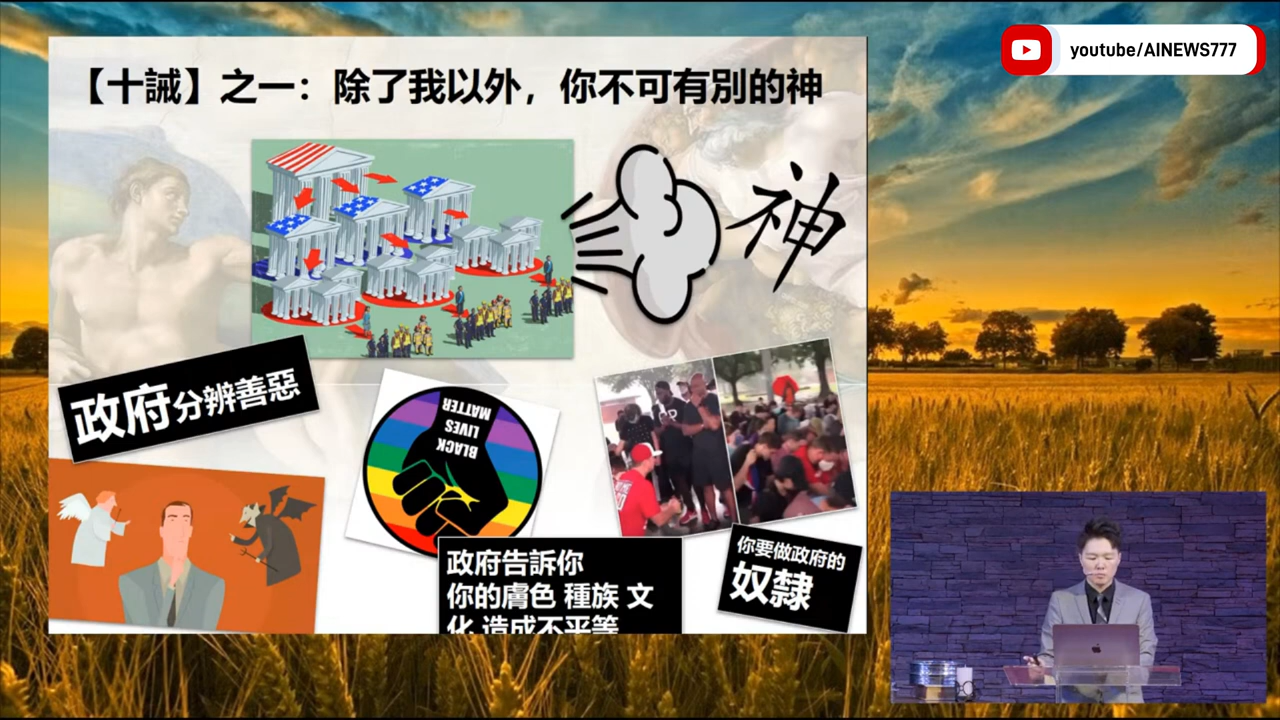 youtube/AINEWS777
【十誡】之一：除了我以外，你不可有別的神
神
政府分辨善惡
BLACK
LIVES
MATTER
政府告訴你
你的膚色 種族 文
化 造成不平等
你要做政府的
奴隸